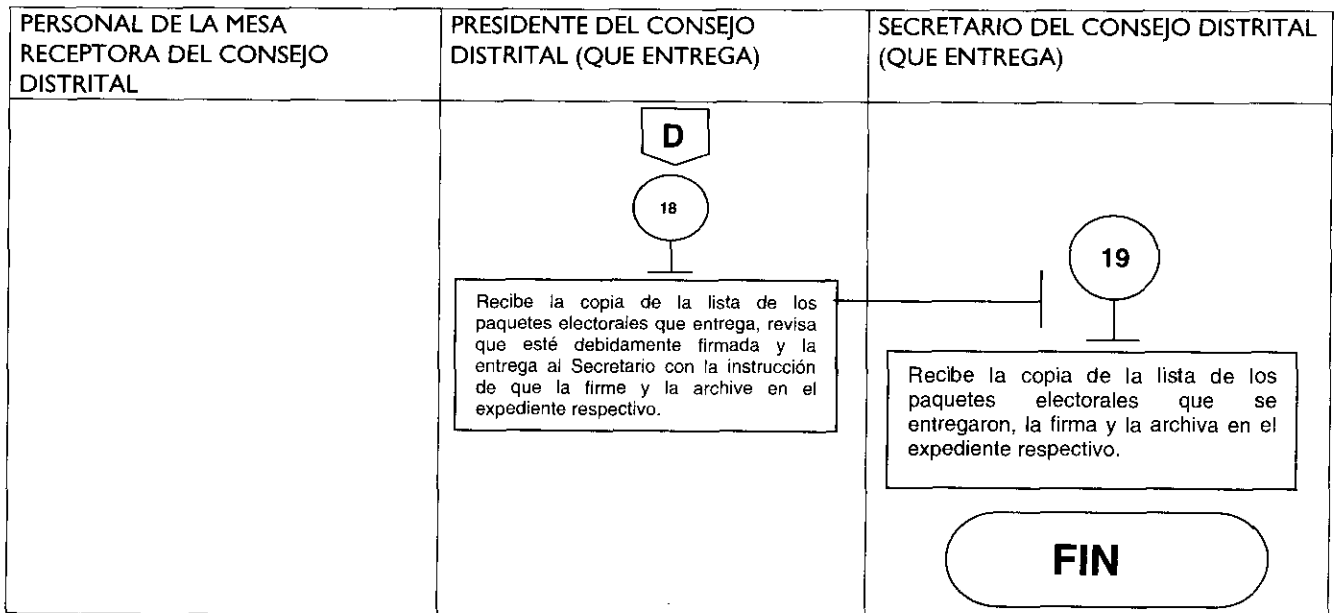 PERSONAL DE LA MESA
RECEPTORA DEL CONSEJO
DISTRITAL
PRESIDENTE DEL CONSEJO
DISTRITAL (QUE ENTREGA)
SECRETARIO DEL CONSEJO DISTRITAL
(QUE ENTREGA)
D
18
Recibe la copia de la lista de los
paquetes electorales que entrega, revisa
que esté debidamente firmada y la
entrega al Secretario con la instrucción
de que la firme y la archive en el
expediente respectivo.
19
Recibe la copia de la lista de los
paquetes electorales que se
entregaron, la firma y la archiva en el
expediente respectivo.
FIN